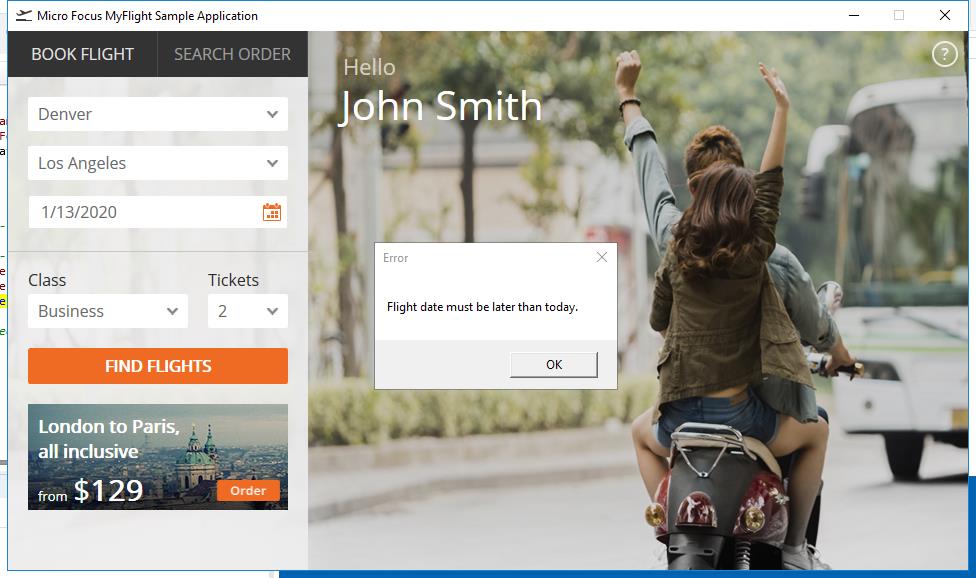 Micro Focus MyFlight Sample Application
BOOK FLIGHT
SEARCH ORDER
?
Hello
John Smith
Denver
Los Angeles
1/13/2020
Class
Tickets
Business
2
FIND FLIGHTS
London to Paris,
all inclusive
from $129
Order
Error
Flight date must be later than today.
OK